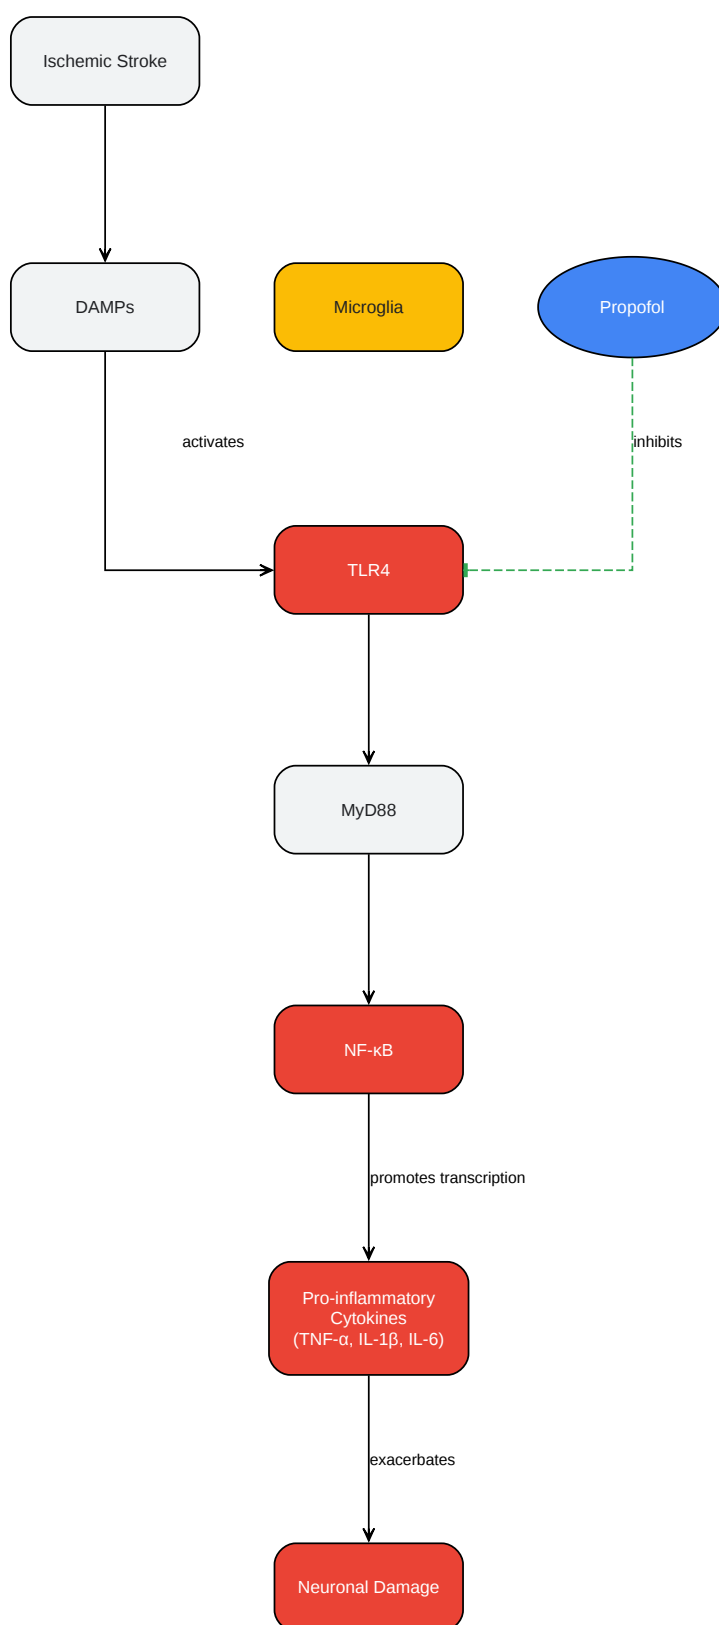 Ischemic Stroke
DAMPs
Microglia
Propofol
activates
inhibits
TLR4
MyD88
NF-κB
promotes transcription
Pro-inflammatory
Cytokines
(TNF-α, IL-1β, IL-6)
exacerbates
Neuronal Damage